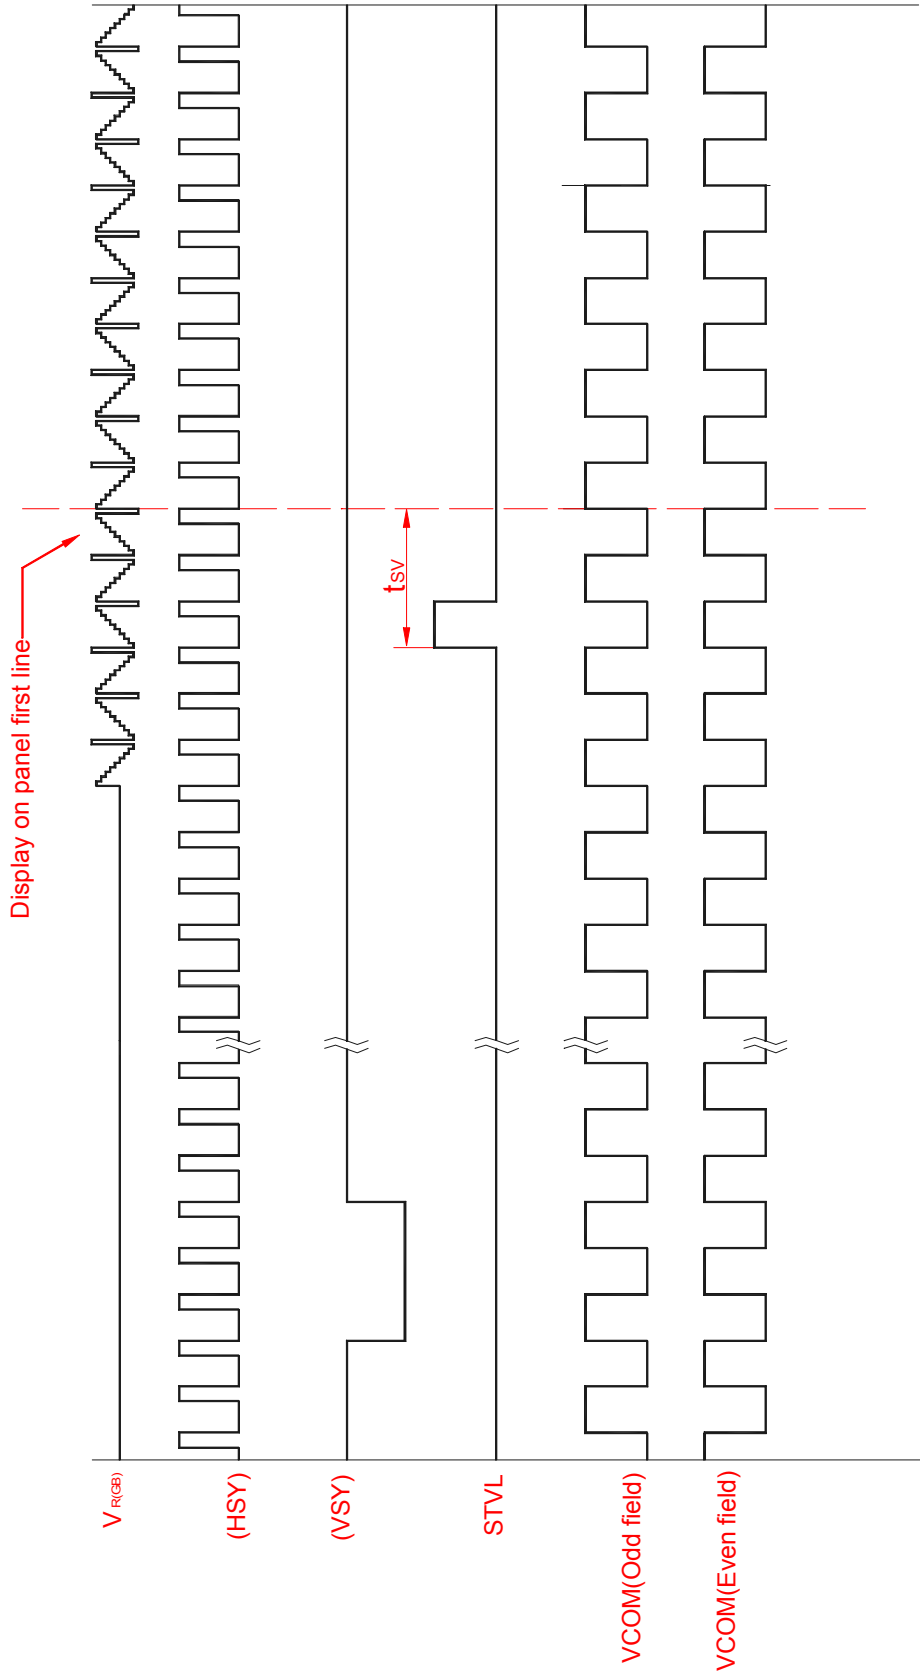 Display on panel first line
tSV
VR(GB)
(HSY)
(VSY)
STVL
VCOM(Odd field)
VCOM(Even field)